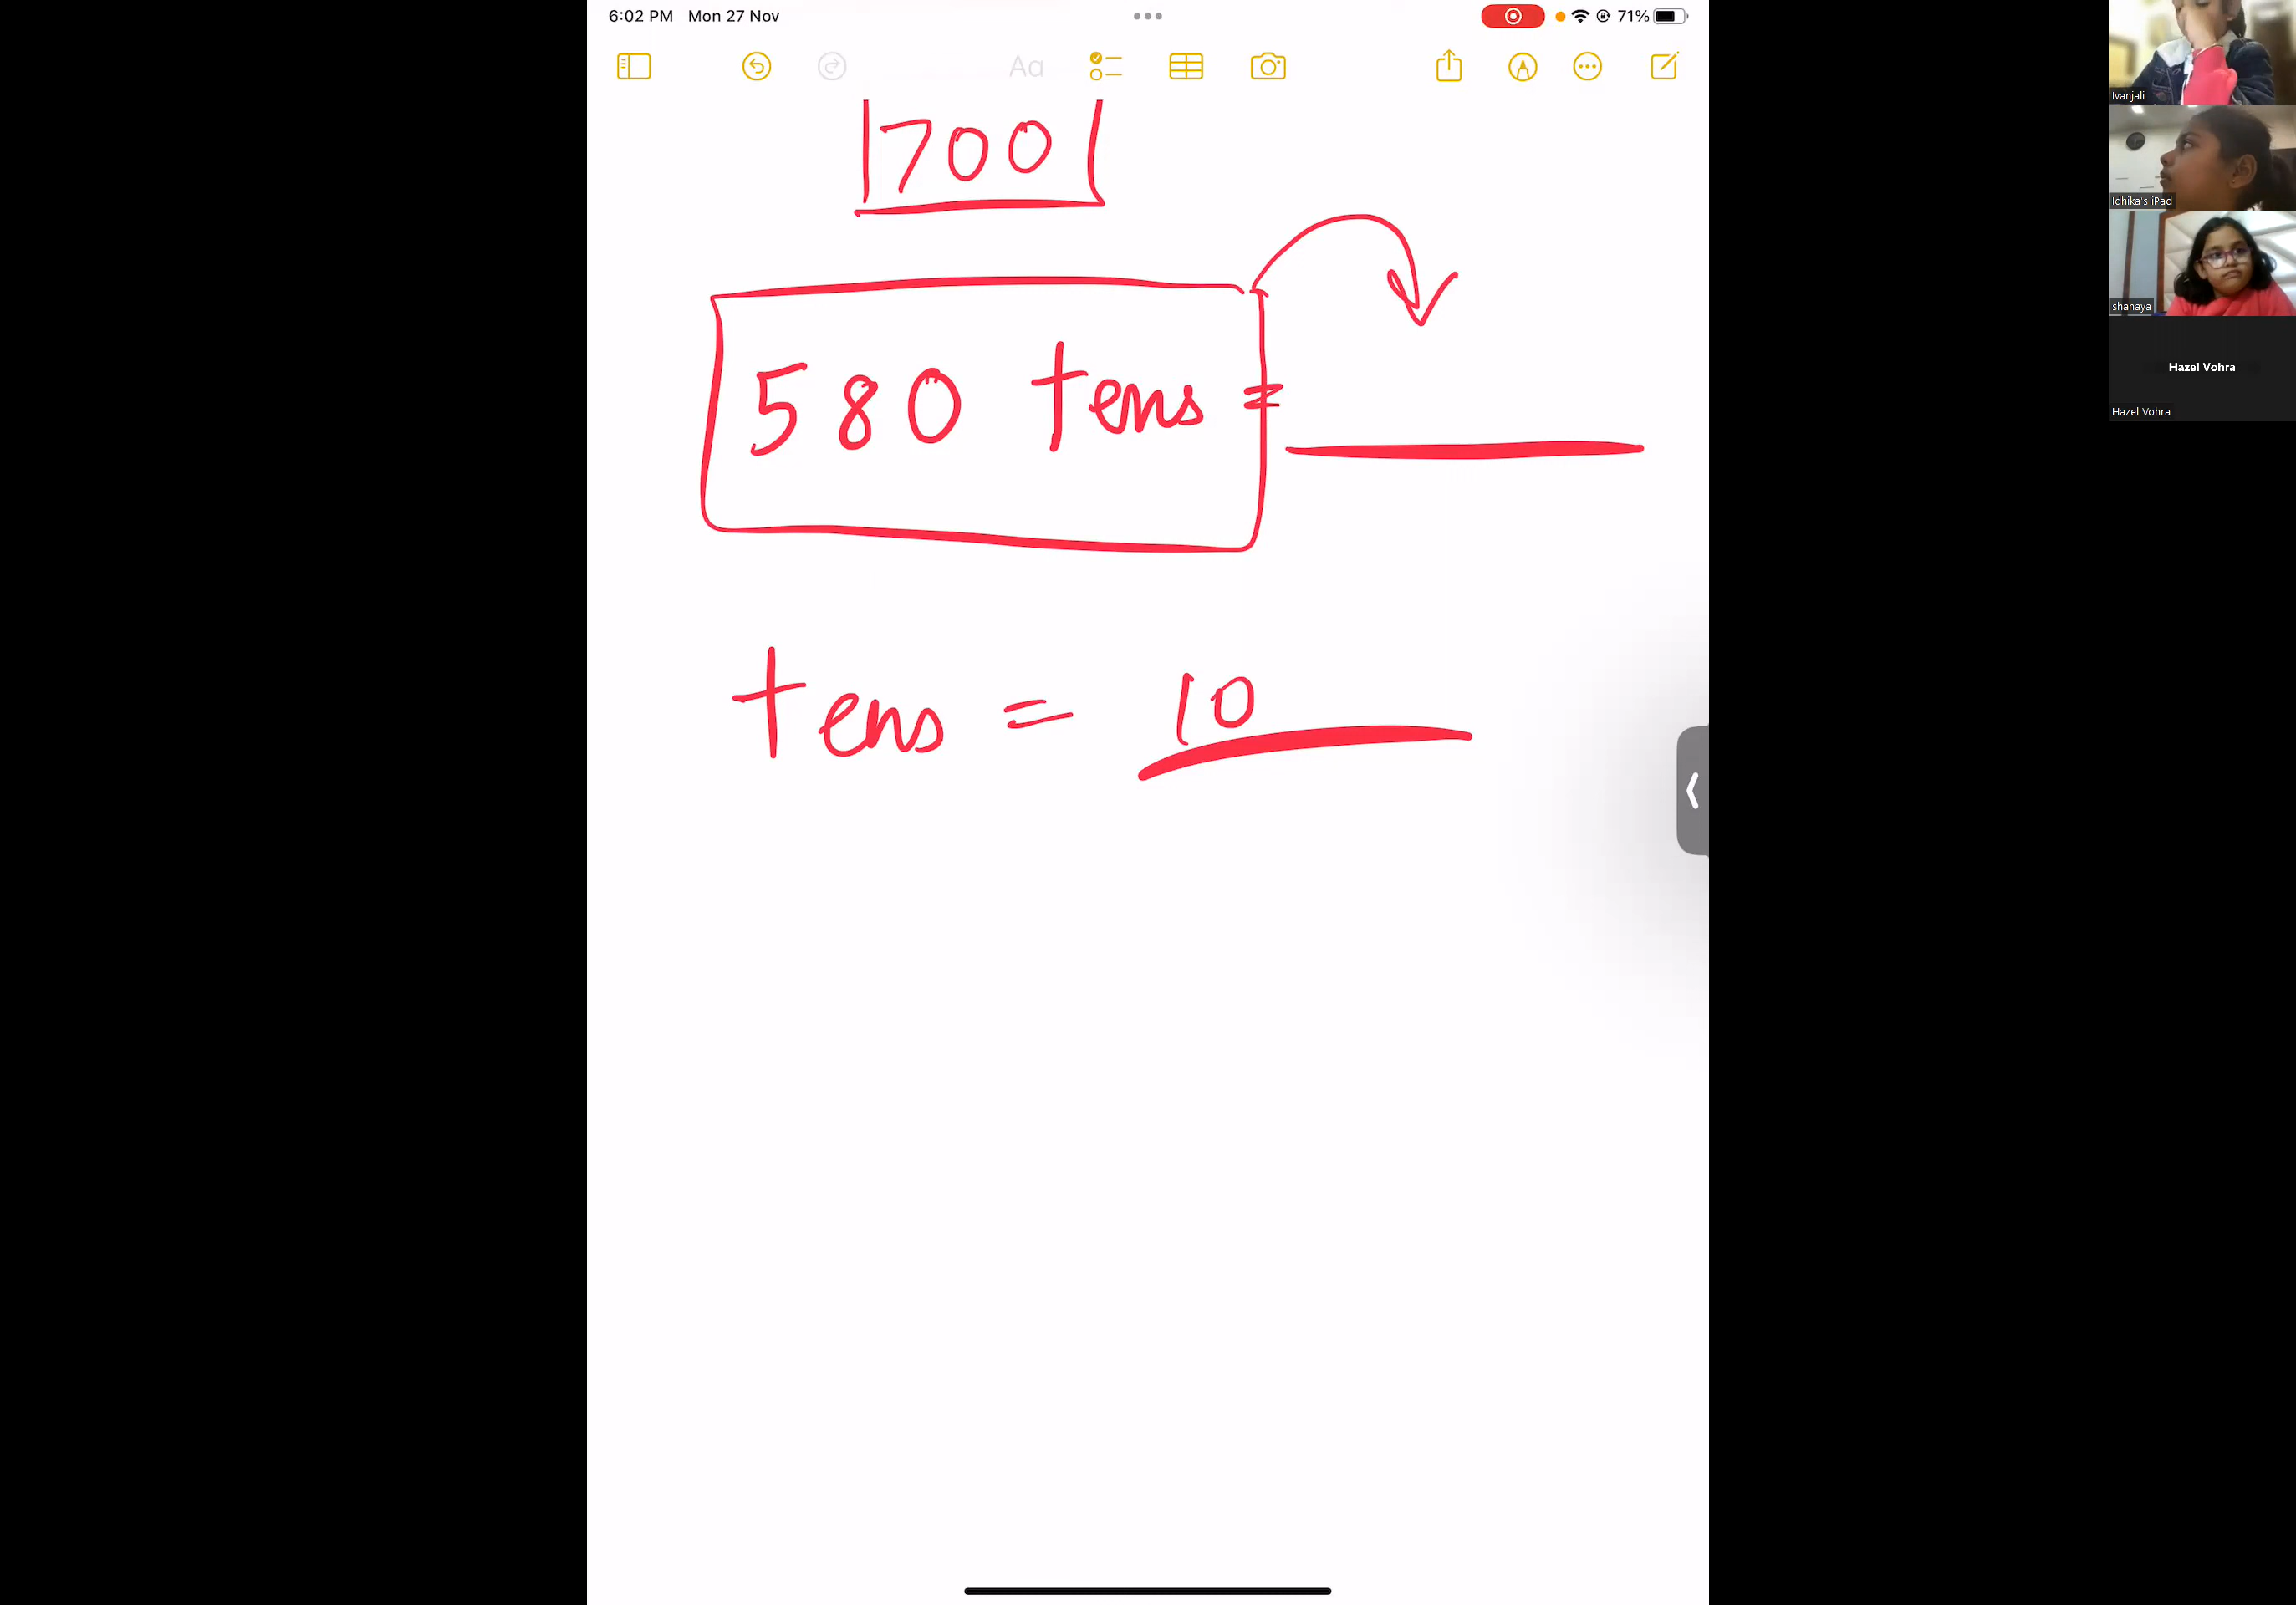 6:02 PM Mon 27 Nov
71%
Aa
700
580 tens =
tens = 10
Ivanjali
Idhika's iPad
shanaya
Hazel Vohra
Hazel Vohra